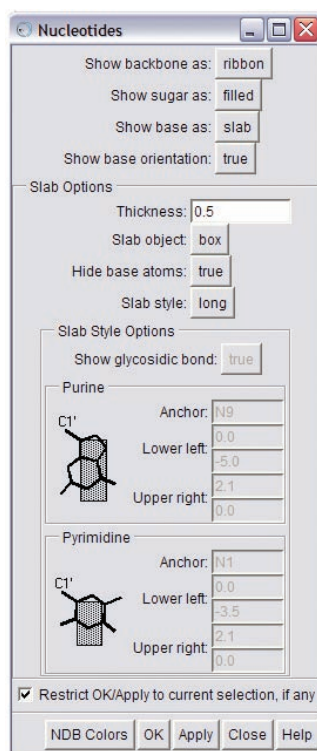 Nucleotides
Show backbone as: ribbon
Show sugar as: filled
Show base as: slab
Show base orientation: true
Slab Options
Thickness: 0.5
Slab object: box
Hide base atoms: true
Slab style: long
Slab Style Options
Show glycosidic bond: true
Purine
C1'
Anchor: N9
Lower left: 0.0
-5.0
Upper right: 2.1
0.0
Pyrimidine
C1'
Anchor: N1
Lower left: 0.0
-3.5
Upper right: 2.1
0.0
Restrict OK/Apply to current selection, if any
NDB Colors OK Apply Close Help